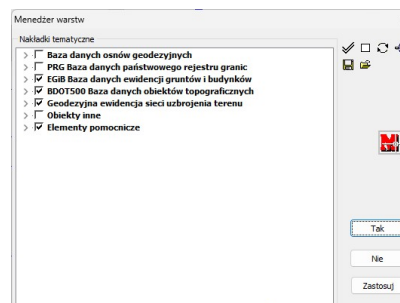 Menedżer warstw
Nakładki tematyczne
Baza danych osnów geodezyjnych
PRG Baza danych państwowego rejestru granic
EGiB Baza danych ewidencji gruntów i budynków
BDOT500 Baza danych obiektów topograficznych
Geodezyjna ewidencja sieci uzbrojenia terenu
Obiekty inne
Elementy pomocnicze
Tak
Nie
Zastosuj